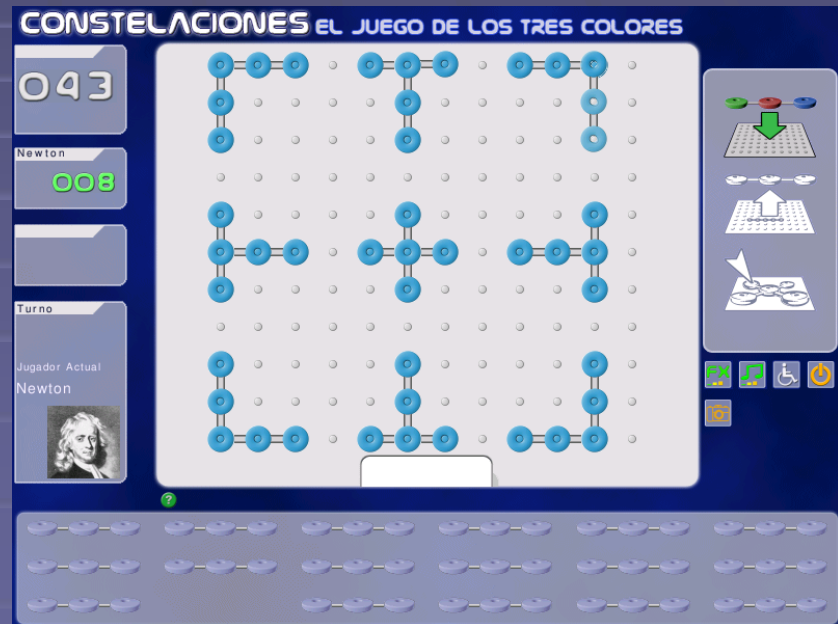 CONSTELACIONES EL JUEGO DE LOS TRES COLORES
043
Newton
008
Turno
Jugador Actual
Newton
FX
?